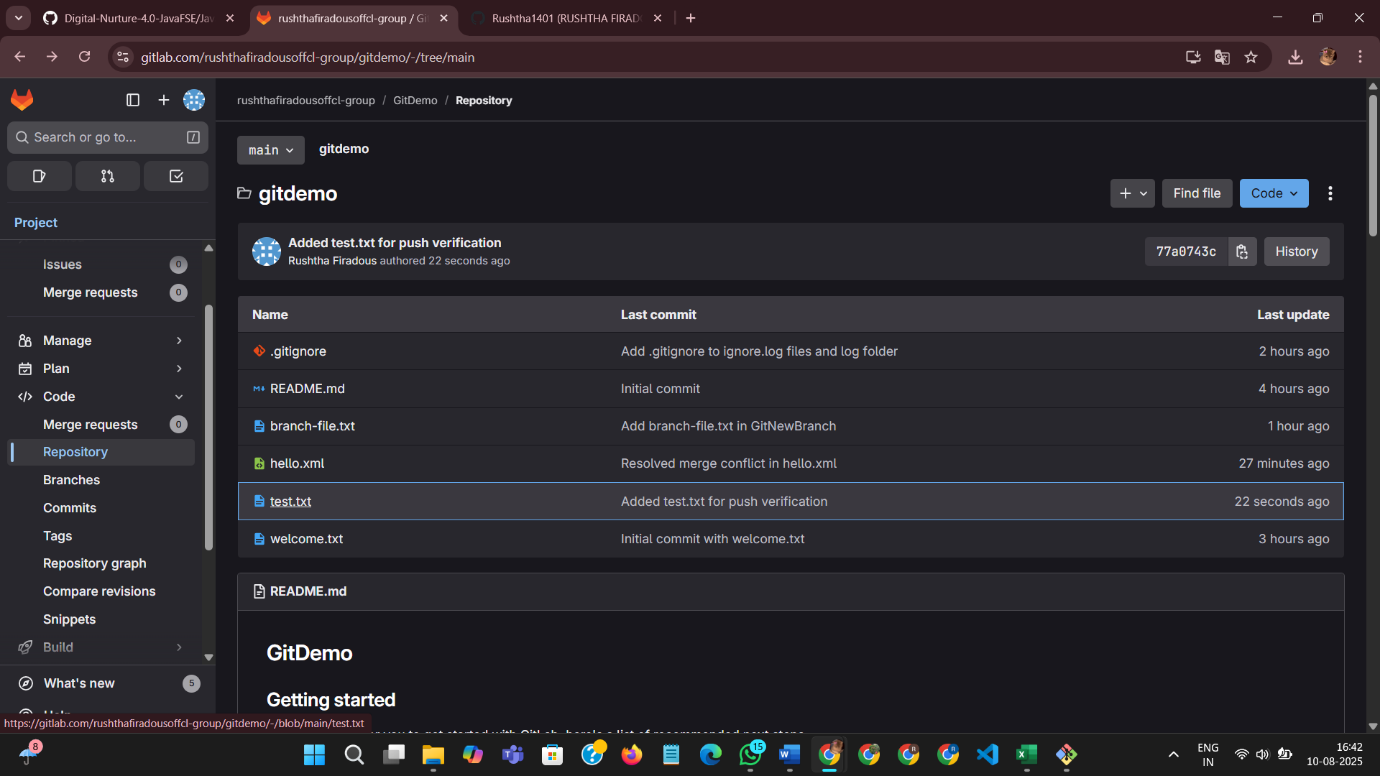 Digital-Nurture-4.0-JavaFSE/Jav
rushthafiradousoffcl-group / Gi
Rushtha1401 (RUSHTHA FIRAD
gitlab.com/rushthafiradousoffcl-group/gitdemo/-/tree/main
rushthafiradousoffcl-group / GitDemo / Repository
Search or go to... /
main gitdemo
gitdemo
+ Find file Code
Project
Added test.txt for push verification
Rushtha Firadous authored 22 seconds ago
77a0743c History
Issues 0
Merge requests 0
Manage
Plan
Code
Merge requests 0
Repository
Branches
Commits
Tags
Repository graph
Compare revisions
Snippets
Build
What's new 5
Name Last commit Last update
.gitignore Add .gitignore to ignore.log files and log folder 2 hours ago
README.md Initial commit 4 hours ago
branch-file.txt Add branch-file.txt in GitNewBranch 1 hour ago
hello.xml Resolved merge conflict in hello.xml 27 minutes ago
test.txt Added test.txt for push verification 22 seconds ago
welcome.txt Initial commit with welcome.txt 3 hours ago
README.md
GitDemo
Getting started
https://gitlab.com/rushthafiradousoffcl-group/gitdemo/-/blob/main/test.txt
8
15
ENG
IN
16:42
10-08-2025